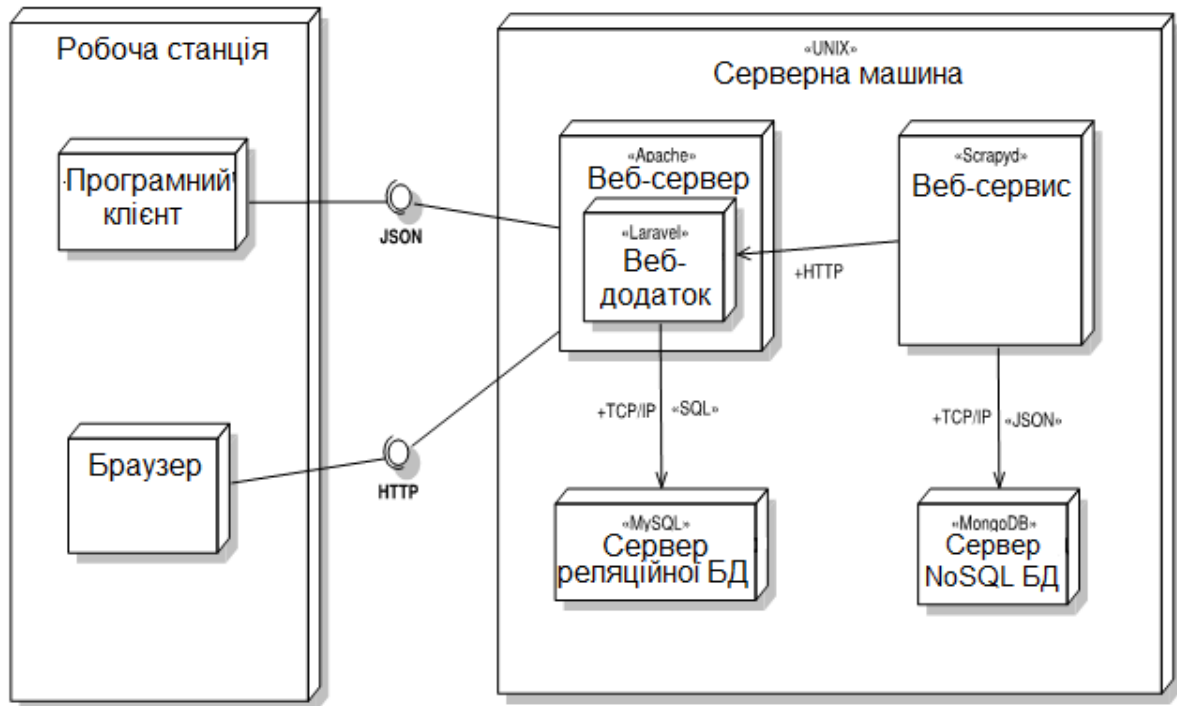 Робоча станція
Програмний
клієнт
JSON
Браузер
HTTP
«UNIX»
Серверна машина
«Apache»
Веб-сервер
«Laravel»
Веб-
додаток
+HTTP
«Scrapyd»
Веб-сервис
+TCP/IP «SQL»
+TCP/IP «JSON»
«MySQL»
Сервер
реляційної БД
«MongoDB»
Сервер
NoSQL БД